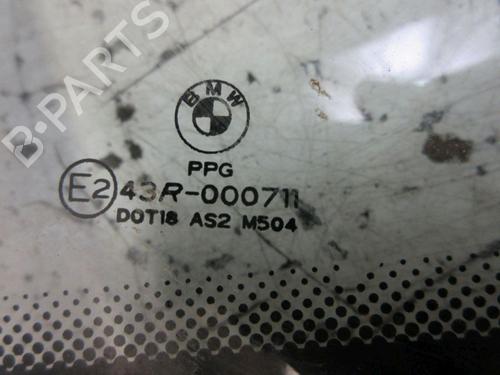 B-PARTS
BMW
PPG
E2 43R-000711
DOT18 AS2 M504